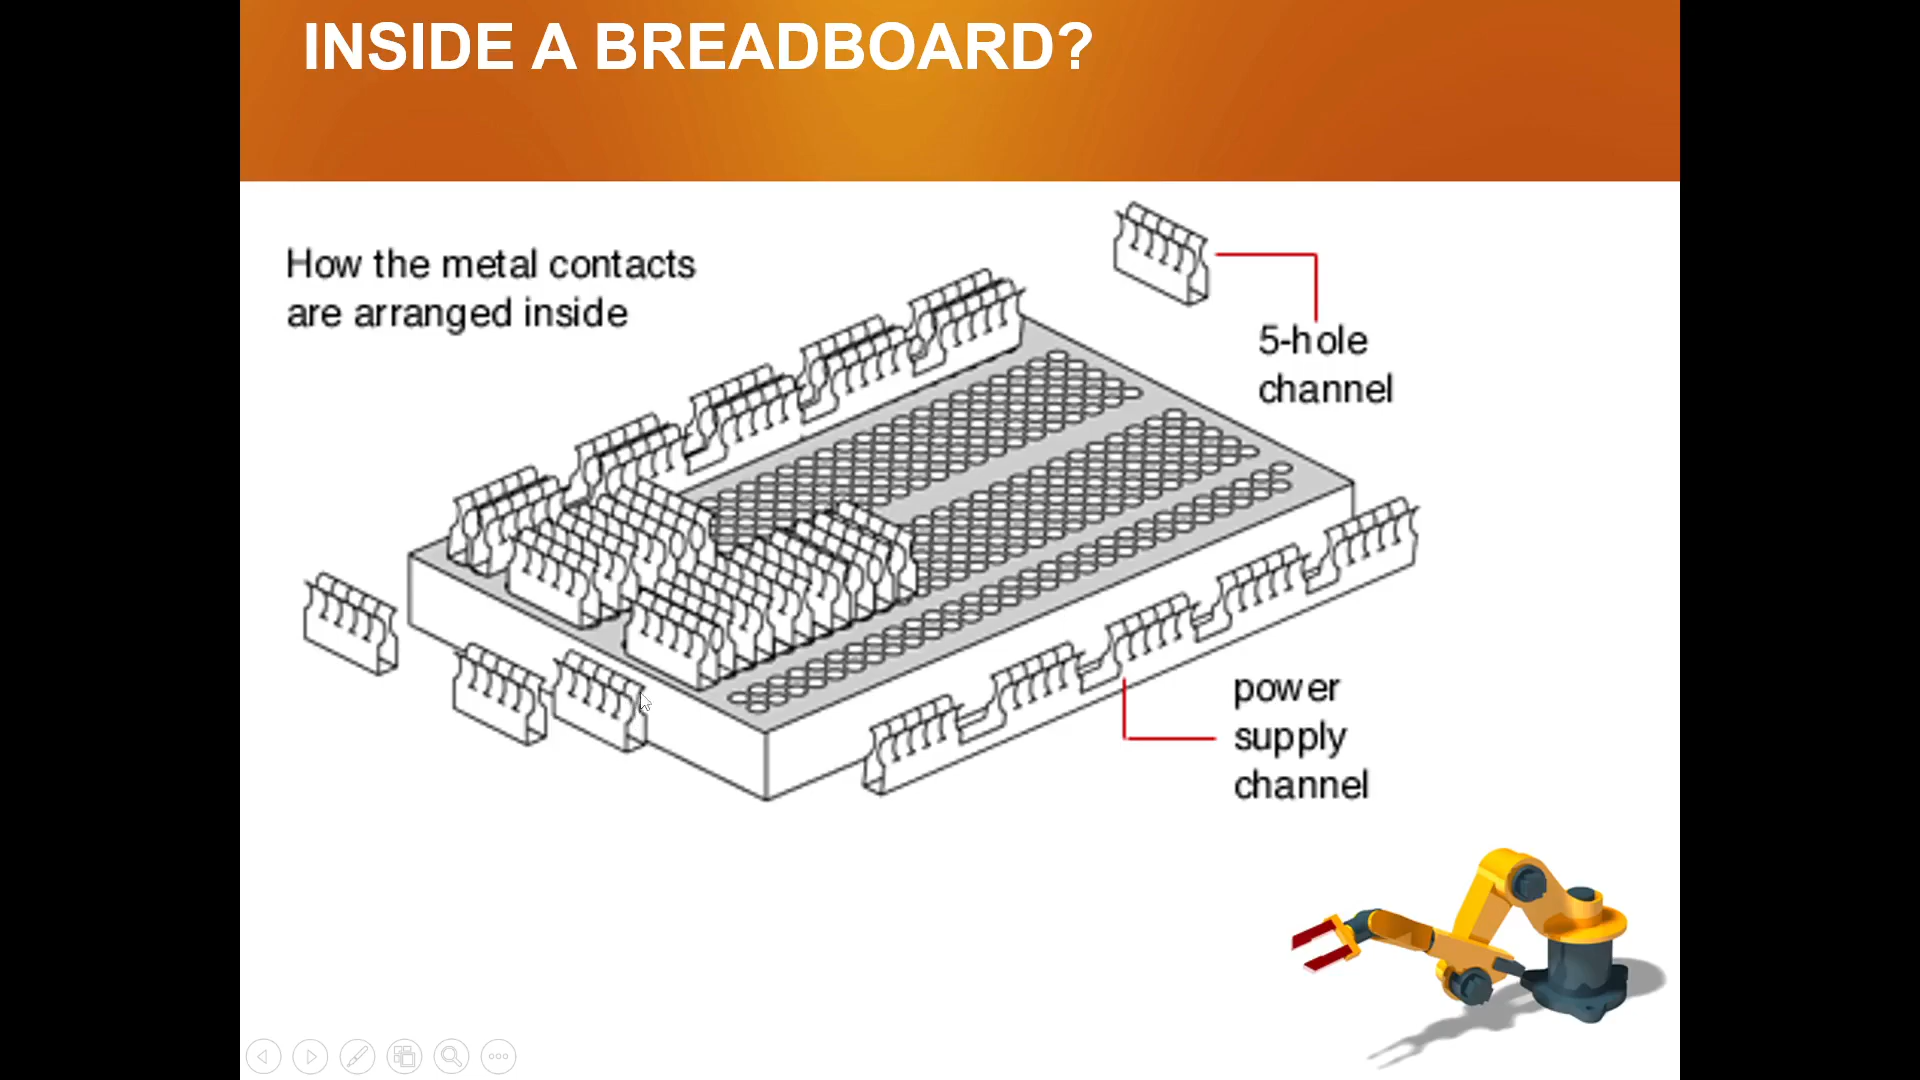 INSIDE A BREADBOARD?
How the metal contacts
are arranged inside
5-hole
channel
power
supply
channel